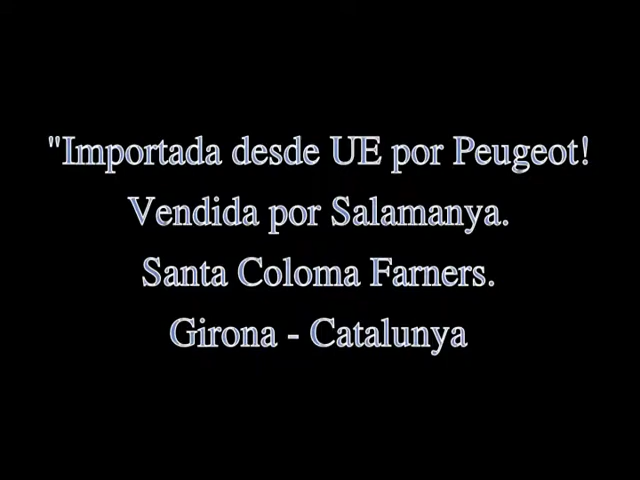 "Importada desde UE por Peugeot!
Vendida por Salamanya.
Santa Coloma Farners.
Girona - Catalunya